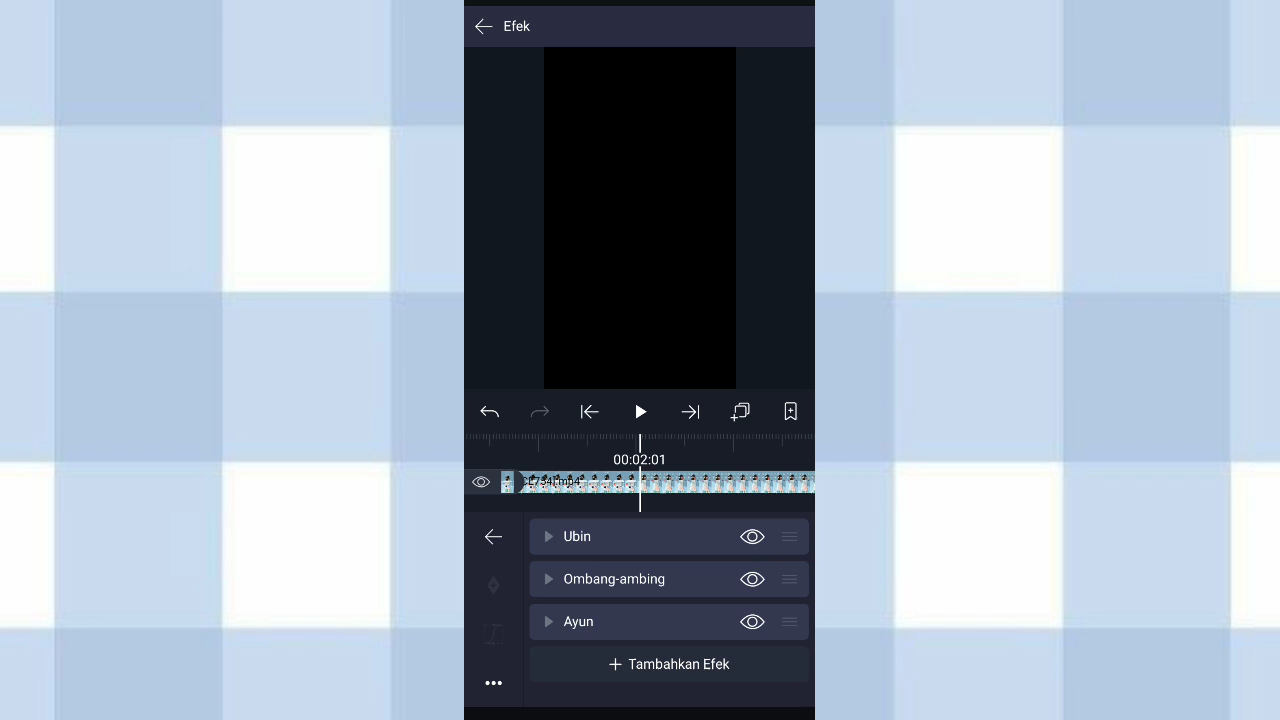 Efek
00:02:01
Ubin
Ombang-ambing
Ayun
Tambahkan Efek